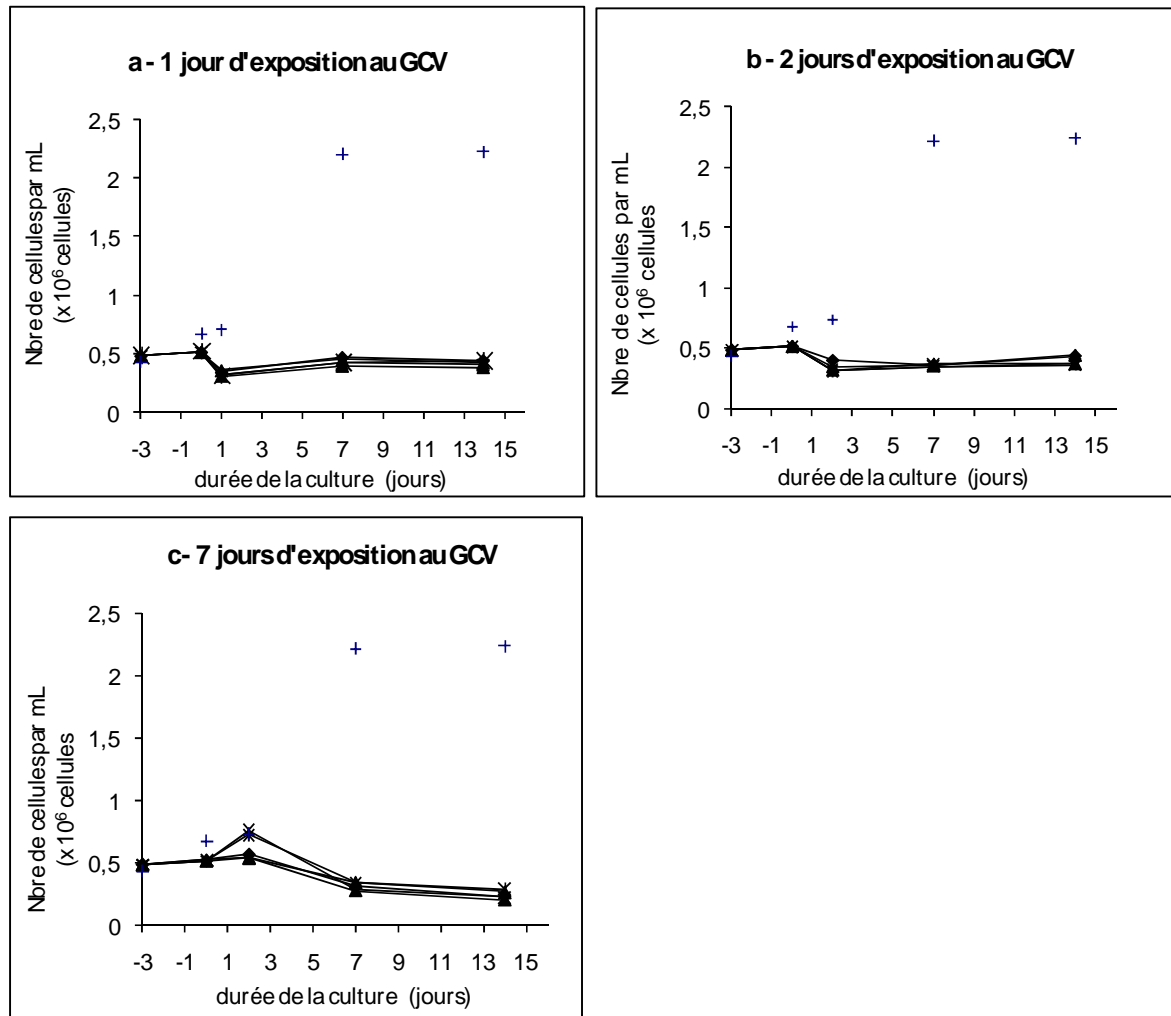 a - 1 jour d'exposition au GCV
2,5
2
1,5
1
0,5
0
-3 -1 1 3 5 7 9 11 13 15
durée de la culture (jours)
Nbre de cellules par mL
(x 10⁶ cellules)
b - 2 jours d'exposition au GCV
2,5
2
1,5
1
0,5
0
-3 -1 1 3 5 7 9 11 13 15
durée de la culture (jours)
Nbre de cellules par mL
(x 10⁶ cellules
c- 7 jours d'exposition au GCV
2,5
2
1,5
1
0,5
0
-3 -1 1 3 5 7 9 11 13 15
durée de la culture (jours)
Nbre de cellules par mL
(x 10⁶ cellules